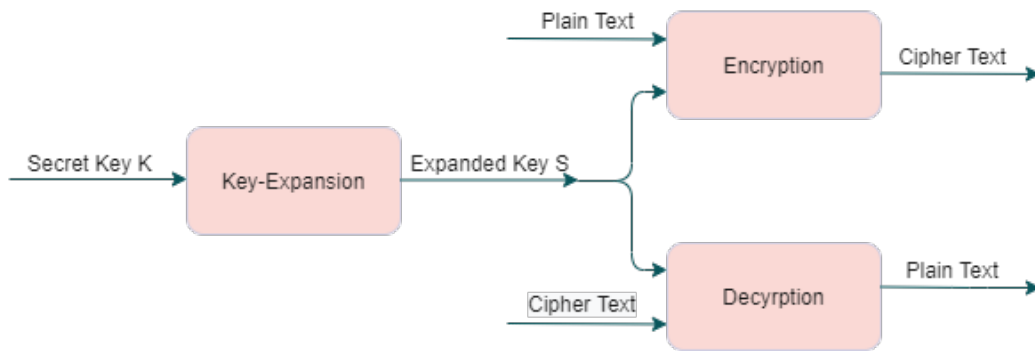 Plain Text
Encryption
Cipher Text
Secret Key K
Key-Expansion
Expanded Key S
Plain Text
Decyrption
Cipher Text